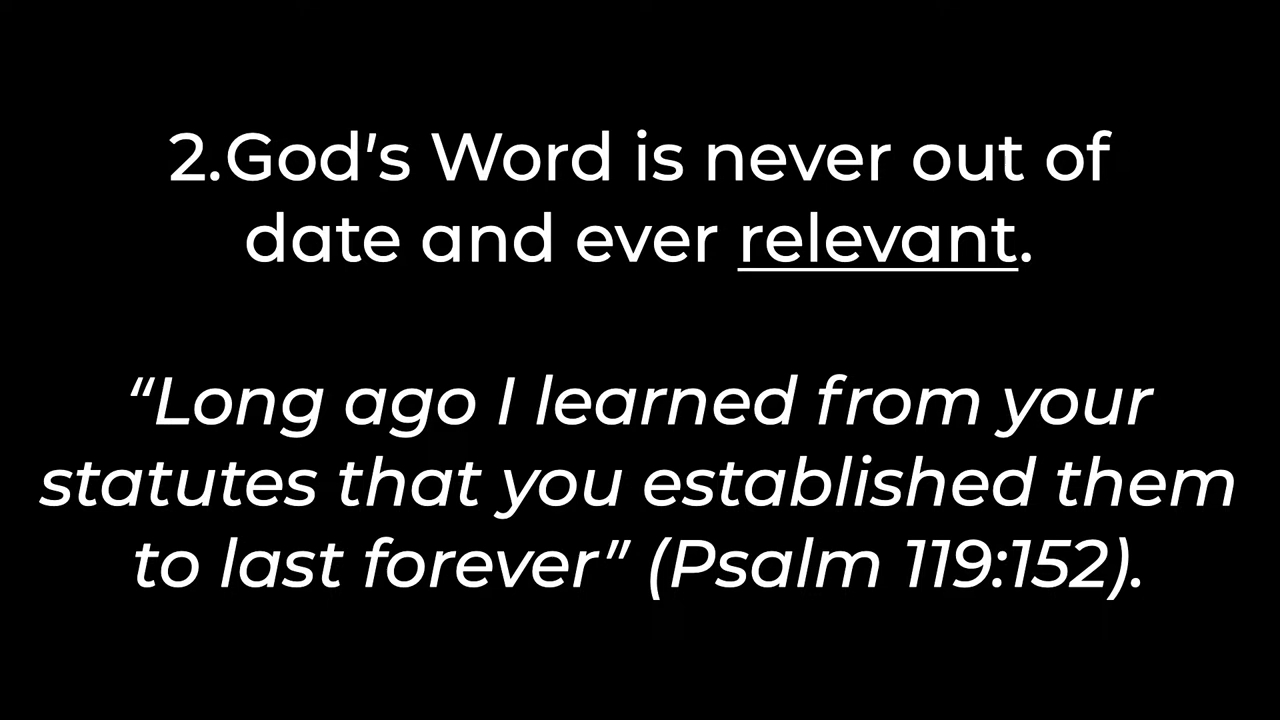 2.God's Word is never out of
date and ever relevant.
“Long ago I learned from your
statutes that you established them
to last forever” (Psalm 119:152).